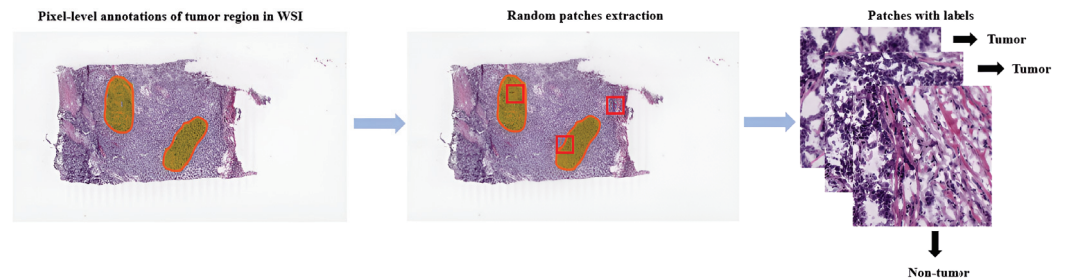 Pixel-level annotations of tumor region in WSI
Random patches extraction
Patches with labels
Tumor
Tumor
Non-tumor